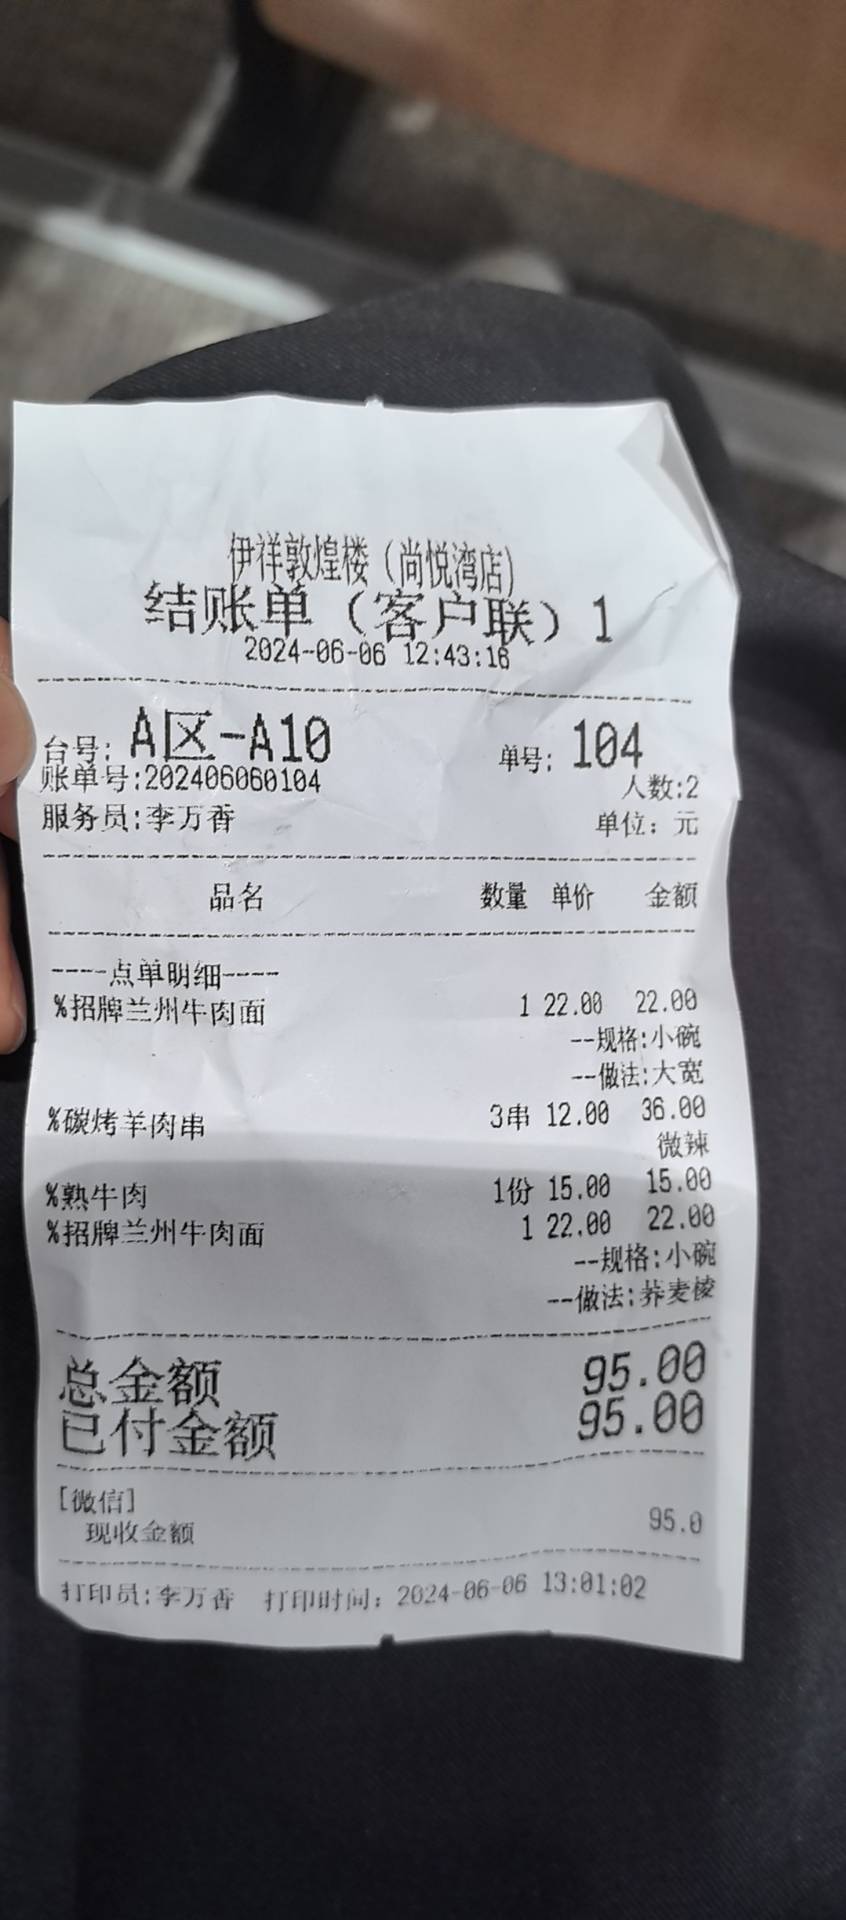 伊祥敦煌楼（尚悦湾店）
结账单（客户联）1
2024-06-06 12:43:16
台号: A区-A10 单号: 104
账单号:202406060104 人数:2
服务员:李万香 单位: 元
品名 数量 单价 金额
----点单明细----
%招牌兰州牛肉面 1 22.00 22.00
--规格:小碗
--做法:大宽
%碳烤羊肉串 3串 12.00 36.00
微辣
%熟牛肉 1份 15.00 15.00
%招牌兰州牛肉面 1 22.00 22.00
--规格:小碗
--做法:荞麦棱
总金额 95.00
已付金额 95.00
[微信]
现收金额 95.0
打印员:李万香 打印时间: 2024-06-06 13:01:02